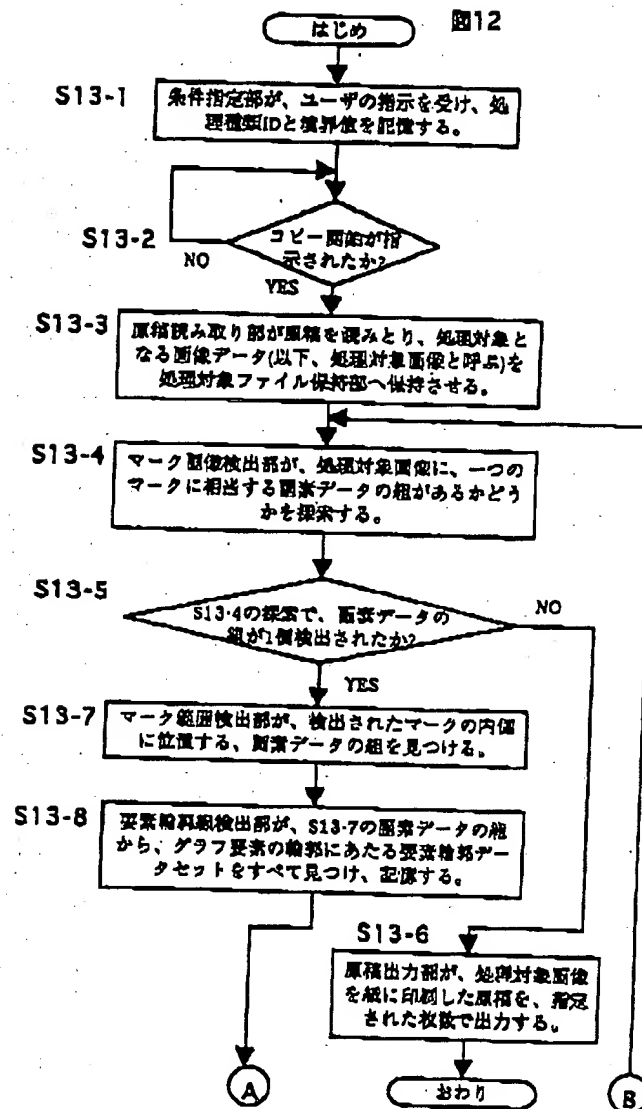 図12
はじめ
S13-1
条件指定部が、ユーザの指示を受け、処
理種類IDと境界値を記憶する。
S13-2
コピー開始が指
示されたか?
NO
YES
S13-3
原稿読み取り部が原稿を読みとり、処理対象と
なる画像データ(以下、処理対象画像と呼ぶ)を
処理対象ファイル保持部へ保持させる。
S13-4
マーク画像検出部が、処理対象画像に、一つの
マークに相当する画素データの組があるかどう
かを探索する。
S13-5
S13-4の探索で、画素データの
組が1個検出されたか?
NO
YES
S13-7
マーク範囲検出部が、検出されたマークの内側
に位置する、画素データの組を見つける。
S13-8
要素輪郭組検出部が、S13-7の画素データの組
から、グラフ要素の輪郭にあたる要素輪郭デー
タセットをすべて見つけ、記憶する。
S13-6
原稿出力部が、処理対象画像
を紙に印刷した原稿を、指定
された枚数で出力する。
A
おわり
B